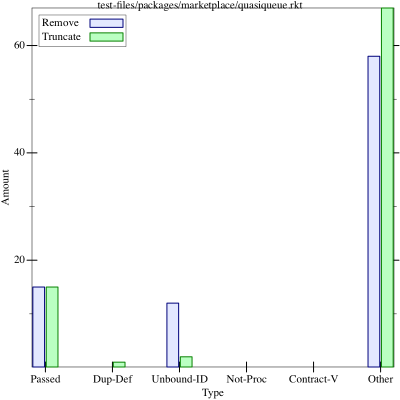 test-files/packages/marketplace/quasiqueue.rkt
Remove
Truncate
60
40
20
Amount
Passed Dup-Def Unbound-ID Not-Proc Contract-V Other
Type